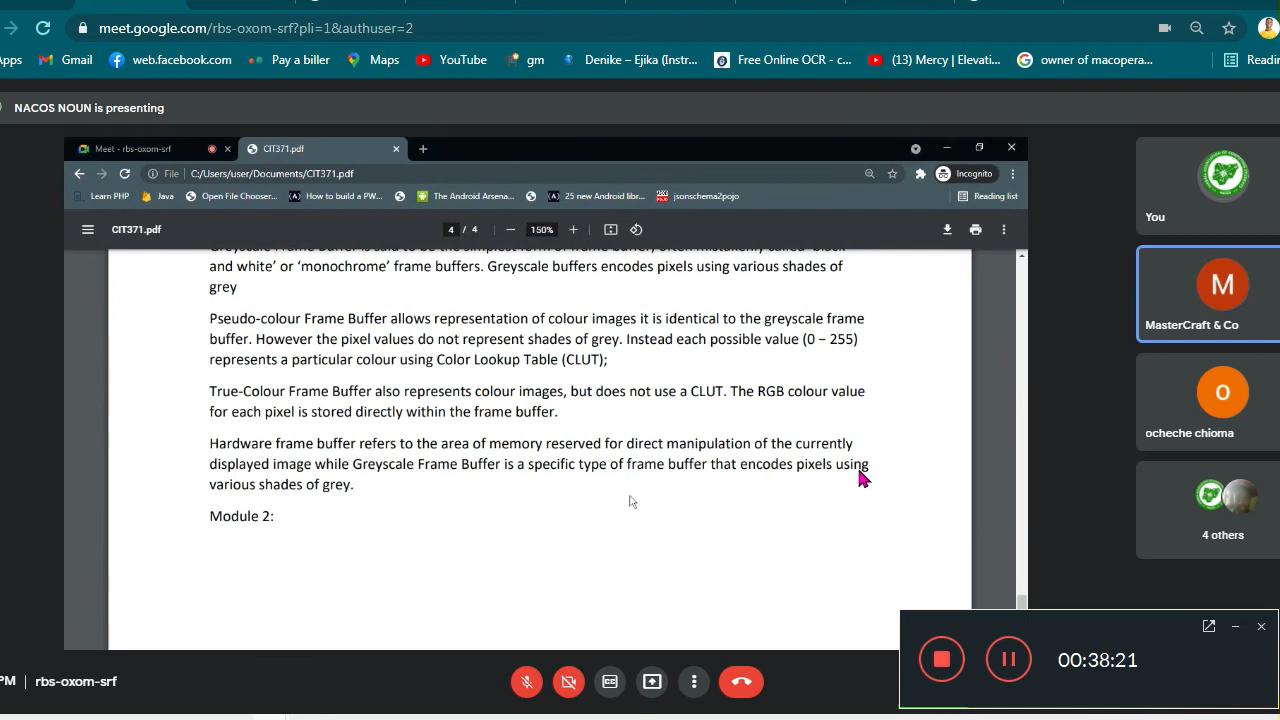 meet.google.com/rbs-oxom-srf?pli=1&authuser=2
Apps Gmail web.facebook.com Pay a biller Maps YouTube gm Denike – Ejika (Instr... Free Online OCR - c... (13) Mercy | Elevati... owner of macopera... Readin
NACOS NOUN is presenting
Meet - rbs-oxom-srf CIT371.pdf
File C:/Users/user/Documents/CIT371.pdf Incognito
Learn PHP Java Open File Chooser... How to build a PW... The Android Arsena... 25 new Android libr... jsonschema2pojo Reading list
CIT371.pdf 4 / 4 150%
and white’ or ‘monochrome’ frame buffers. Greyscale buffers encodes pixels using various shades of
grey
Pseudo-colour Frame Buffer allows representation of colour images it is identical to the greyscale frame
buffer. However the pixel values do not represent shades of grey. Instead each possible value (0 – 255)
represents a particular colour using Color Lookup Table (CLUT);
True-Colour Frame Buffer also represents colour images, but does not use a CLUT. The RGB colour value
for each pixel is stored directly within the frame buffer.
Hardware frame buffer refers to the area of memory reserved for direct manipulation of the currently
displayed image while Greyscale Frame Buffer is a specific type of frame buffer that encodes pixels using
various shades of grey.
Module 2:
You
M
MasterCraft & Co
o
ocheche chioma
4 others
00:38:21
PM rbs-oxom-srf